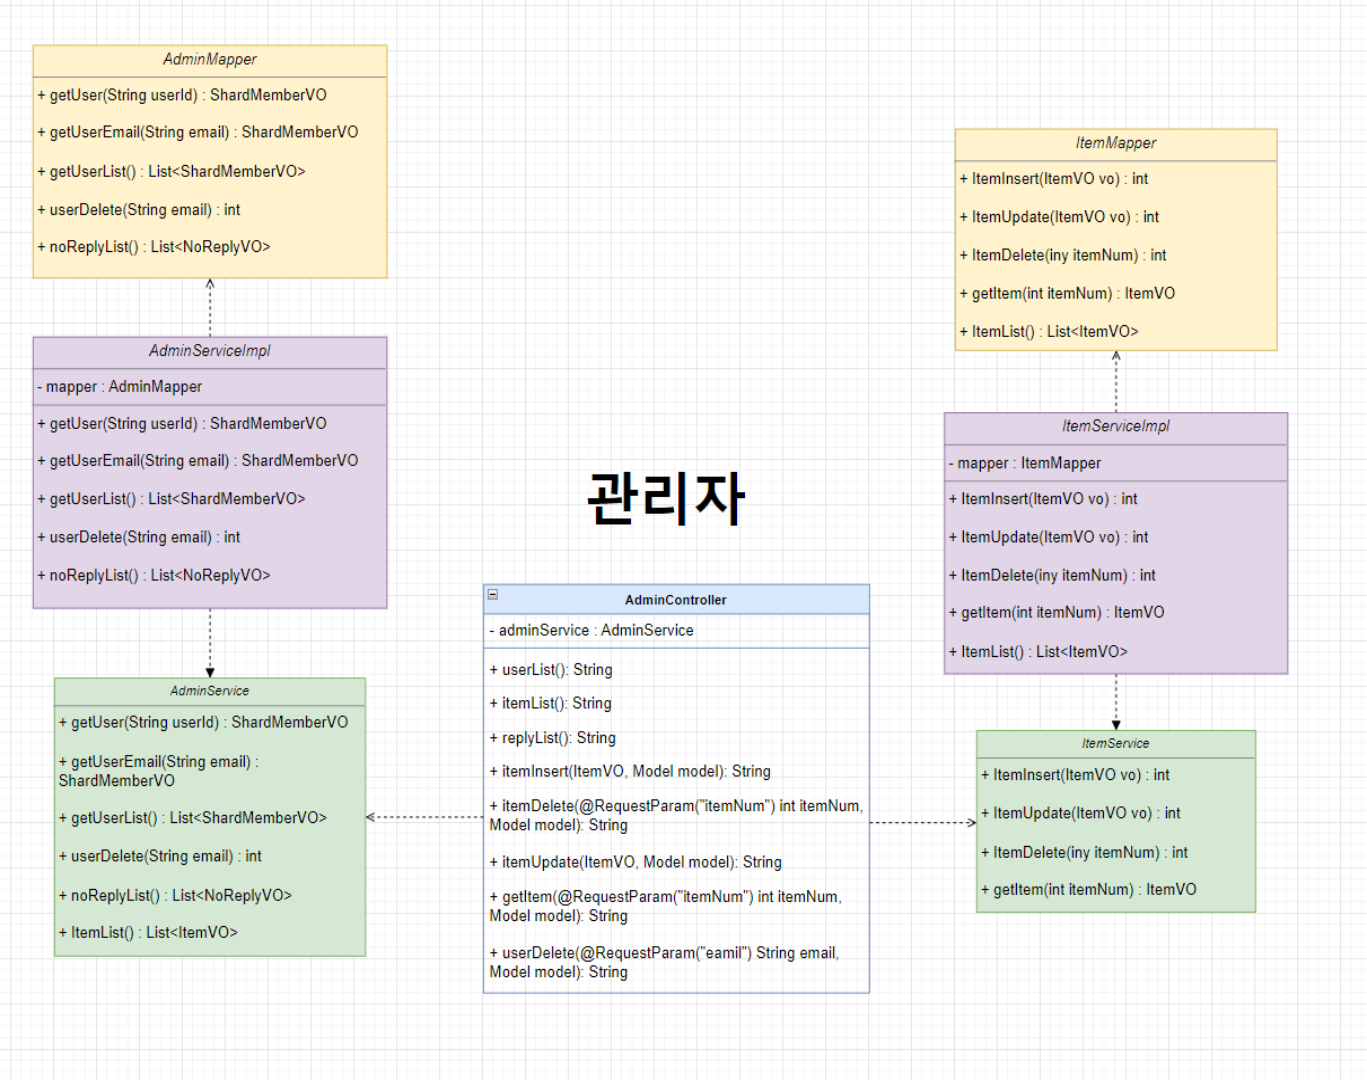 AdminMapper
+ getUser(String userId) : ShardMemberVO
+ getUserEmail(String email) : ShardMemberVO
+ getUserList() : List<ShardMemberVO>
+ userDelete(String email) : int
+ noReplyList() : List<NoReplyVO>
AdminServiceImpl
- mapper : AdminMapper
+ getUser(String userId) : ShardMemberVO
+ getUserEmail(String email) : ShardMemberVO
+ getUserList() : List<ShardMemberVO>
+ userDelete(String email) : int
+ noReplyList() : List<NoReplyVO>
AdminService
+ getUser(String userId) : ShardMemberVO
+ getUserEmail(String email) :
ShardMemberVO
+ getUserList() : List<ShardMemberVO>
+ userDelete(String email) : int
+ noReplyList() : List<NoReplyVO>
+ ItemList() : List<ItemVO>
관리자
AdminController
- adminService : AdminService
+ userList(): String
+ itemList(): String
+ replyList(): String
+ itemInsert(ItemVO, Model model): String
+ itemDelete(@RequestParam("itemNum") int itemNum,
Model model): String
+ itemUpdate(ItemVO, Model model): String
+ getItem(@RequestParam("itemNum") int itemNum,
Model model): String
+ userDelete(@RequestParam("eamil") String email,
Model model): String
ItemMapper
+ ItemInsert(ItemVO vo) : int
+ ItemUpdate(ItemVO vo) : int
+ ItemDelete(iny itemNum) : int
+ getItem(int itemNum) : ItemVO
+ ItemList() : List<ItemVO>
ItemServiceImpl
- mapper : ItemMapper
+ ItemInsert(ItemVO vo) : int
+ ItemUpdate(ItemVO vo) : int
+ ItemDelete(iny itemNum) : int
+ getItem(int itemNum) : ItemVO
+ ItemList() : List<ItemVO>
ItemService
+ ItemInsert(ItemVO vo) : int
+ ItemUpdate(ItemVO vo) : int
+ ItemDelete(iny itemNum) : int
+ getItem(int itemNum) : ItemVO